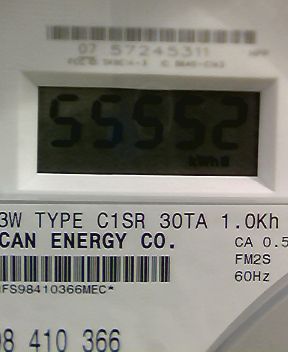 07 57245311
55552
kWh
3W TYPE C1SR 30TA 1.0Kh
CAN ENERGY CO.
CA 0.5
FM2S
60Hz
IFS98410366MEC*
98 410 366